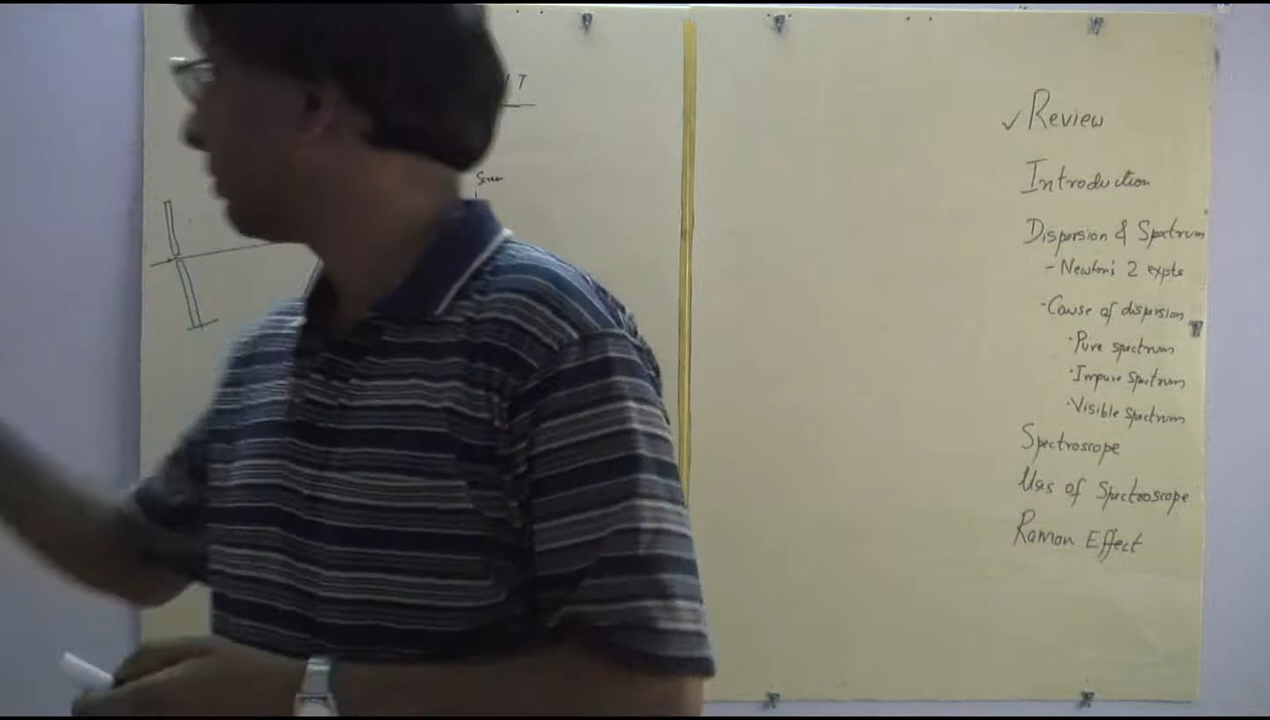 T
✓ Review
Introduction
Dispersion & Spectrum
- Newton's 2 expts
- Cause of dispersion
· Pure spectrum
· Impure spectrum
· Visible spectrum
Spectroscope
Uses of Spectroscope
Raman Effect